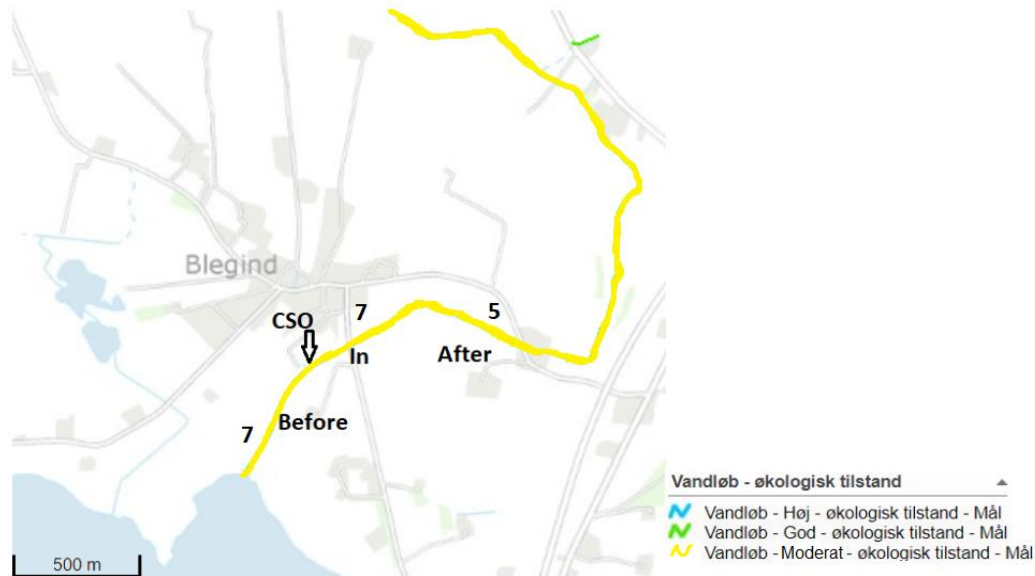 Blegind
CSO
7
5
In
After
Before
7
500 m
Vandløb - økologisk tilstand
Vandløb - Høj - økologisk tilstand - Mål
Vandløb - God - økologisk tilstand - Mål
Vandløb - Moderat - økologisk tilstand - Mål